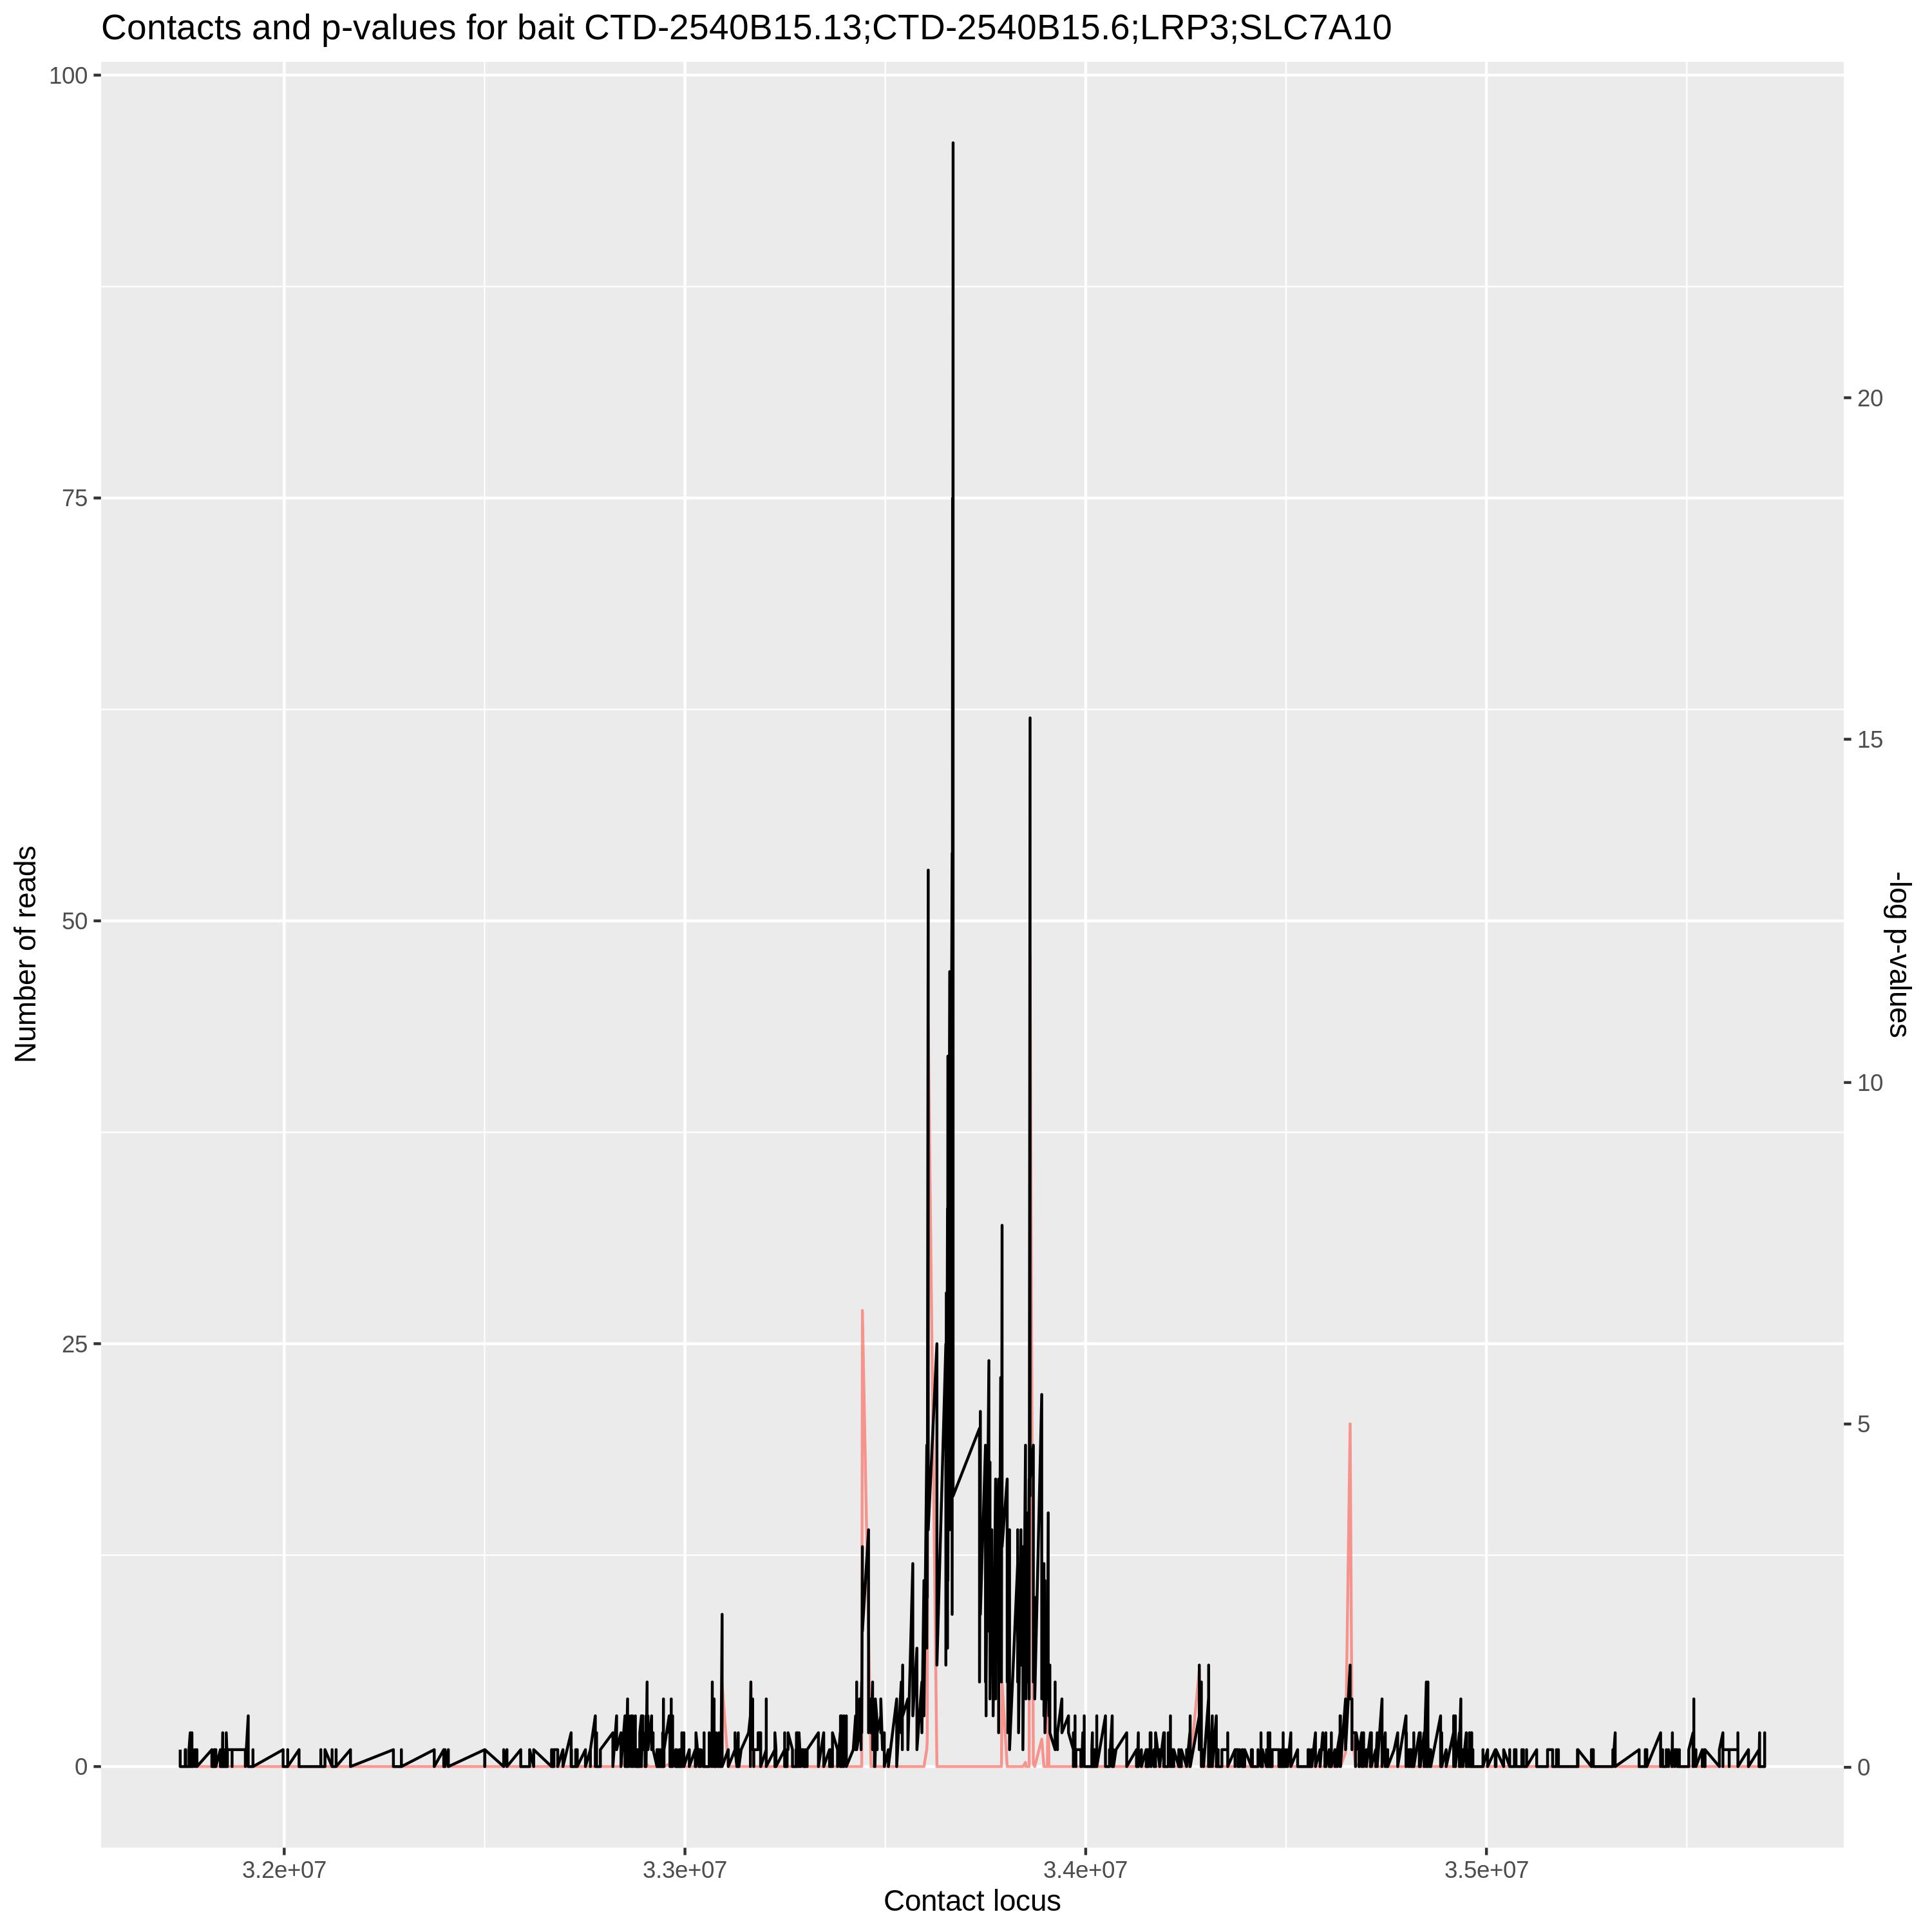 Contacts and p-values for bait CTD-2540B15.13;CTD-2540B15.6;LRP3;SLC7A10
100
75
50
25
0
Number of reads
20
15
10
5
0
-log p-values
3.2e+07 3.3e+07 3.4e+07 3.5e+07
Contact locus